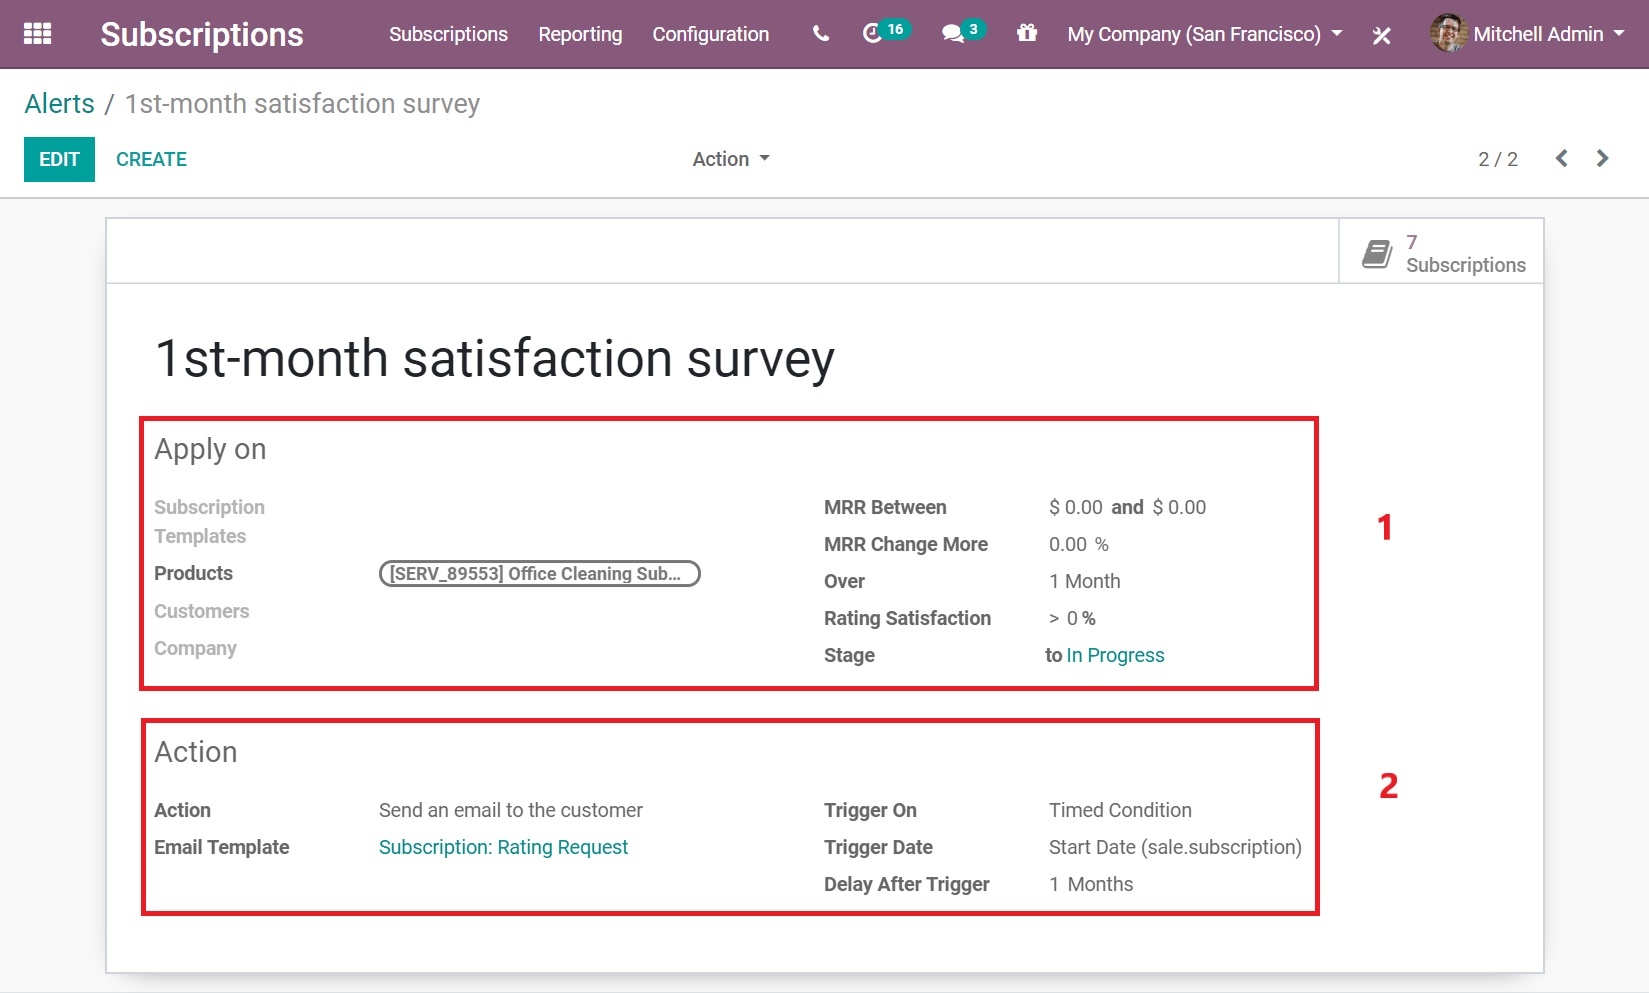 Subscriptions Subscriptions Reporting Configuration 16 3 My Company (San Francisco) Mitchell Admin
Alerts / 1st-month satisfaction survey
EDIT CREATE Action 2 / 2
7
Subscriptions
1st-month satisfaction survey
Apply on
Subscription Templates
Products [SERV_89553] Office Cleaning Sub...
Customers
Company
MRR Between $ 0.00 and $ 0.00
MRR Change More 0.00 %
Over 1 Month
Rating Satisfaction > 0 %
Stage to In Progress
1
Action
Action Send an email to the customer
Email Template Subscription: Rating Request
Trigger On Timed Condition
Trigger Date Start Date (sale.subscription)
Delay After Trigger 1 Months
2